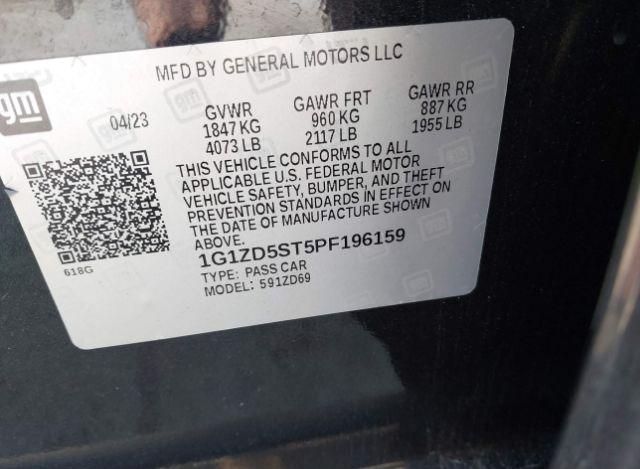 MFD BY GENERAL MOTORS LLC
gm
04/23
GVWR
1847 KG
4073 LB
GAWR FRT
960 KG
2117 LB
GAWR RR
887 KG
1955 LB
THIS VEHICLE CONFORMS TO ALL
APPLICABLE U.S. FEDERAL MOTOR
VEHICLE SAFETY, BUMPER, AND THEFT
PREVENTION STANDARDS IN EFFECT ON
THE DATE OF MANUFACTURE SHOWN
ABOVE.
1G1ZD5ST5PF196159
TYPE: PASS CAR
MODEL: 591ZD69
618G